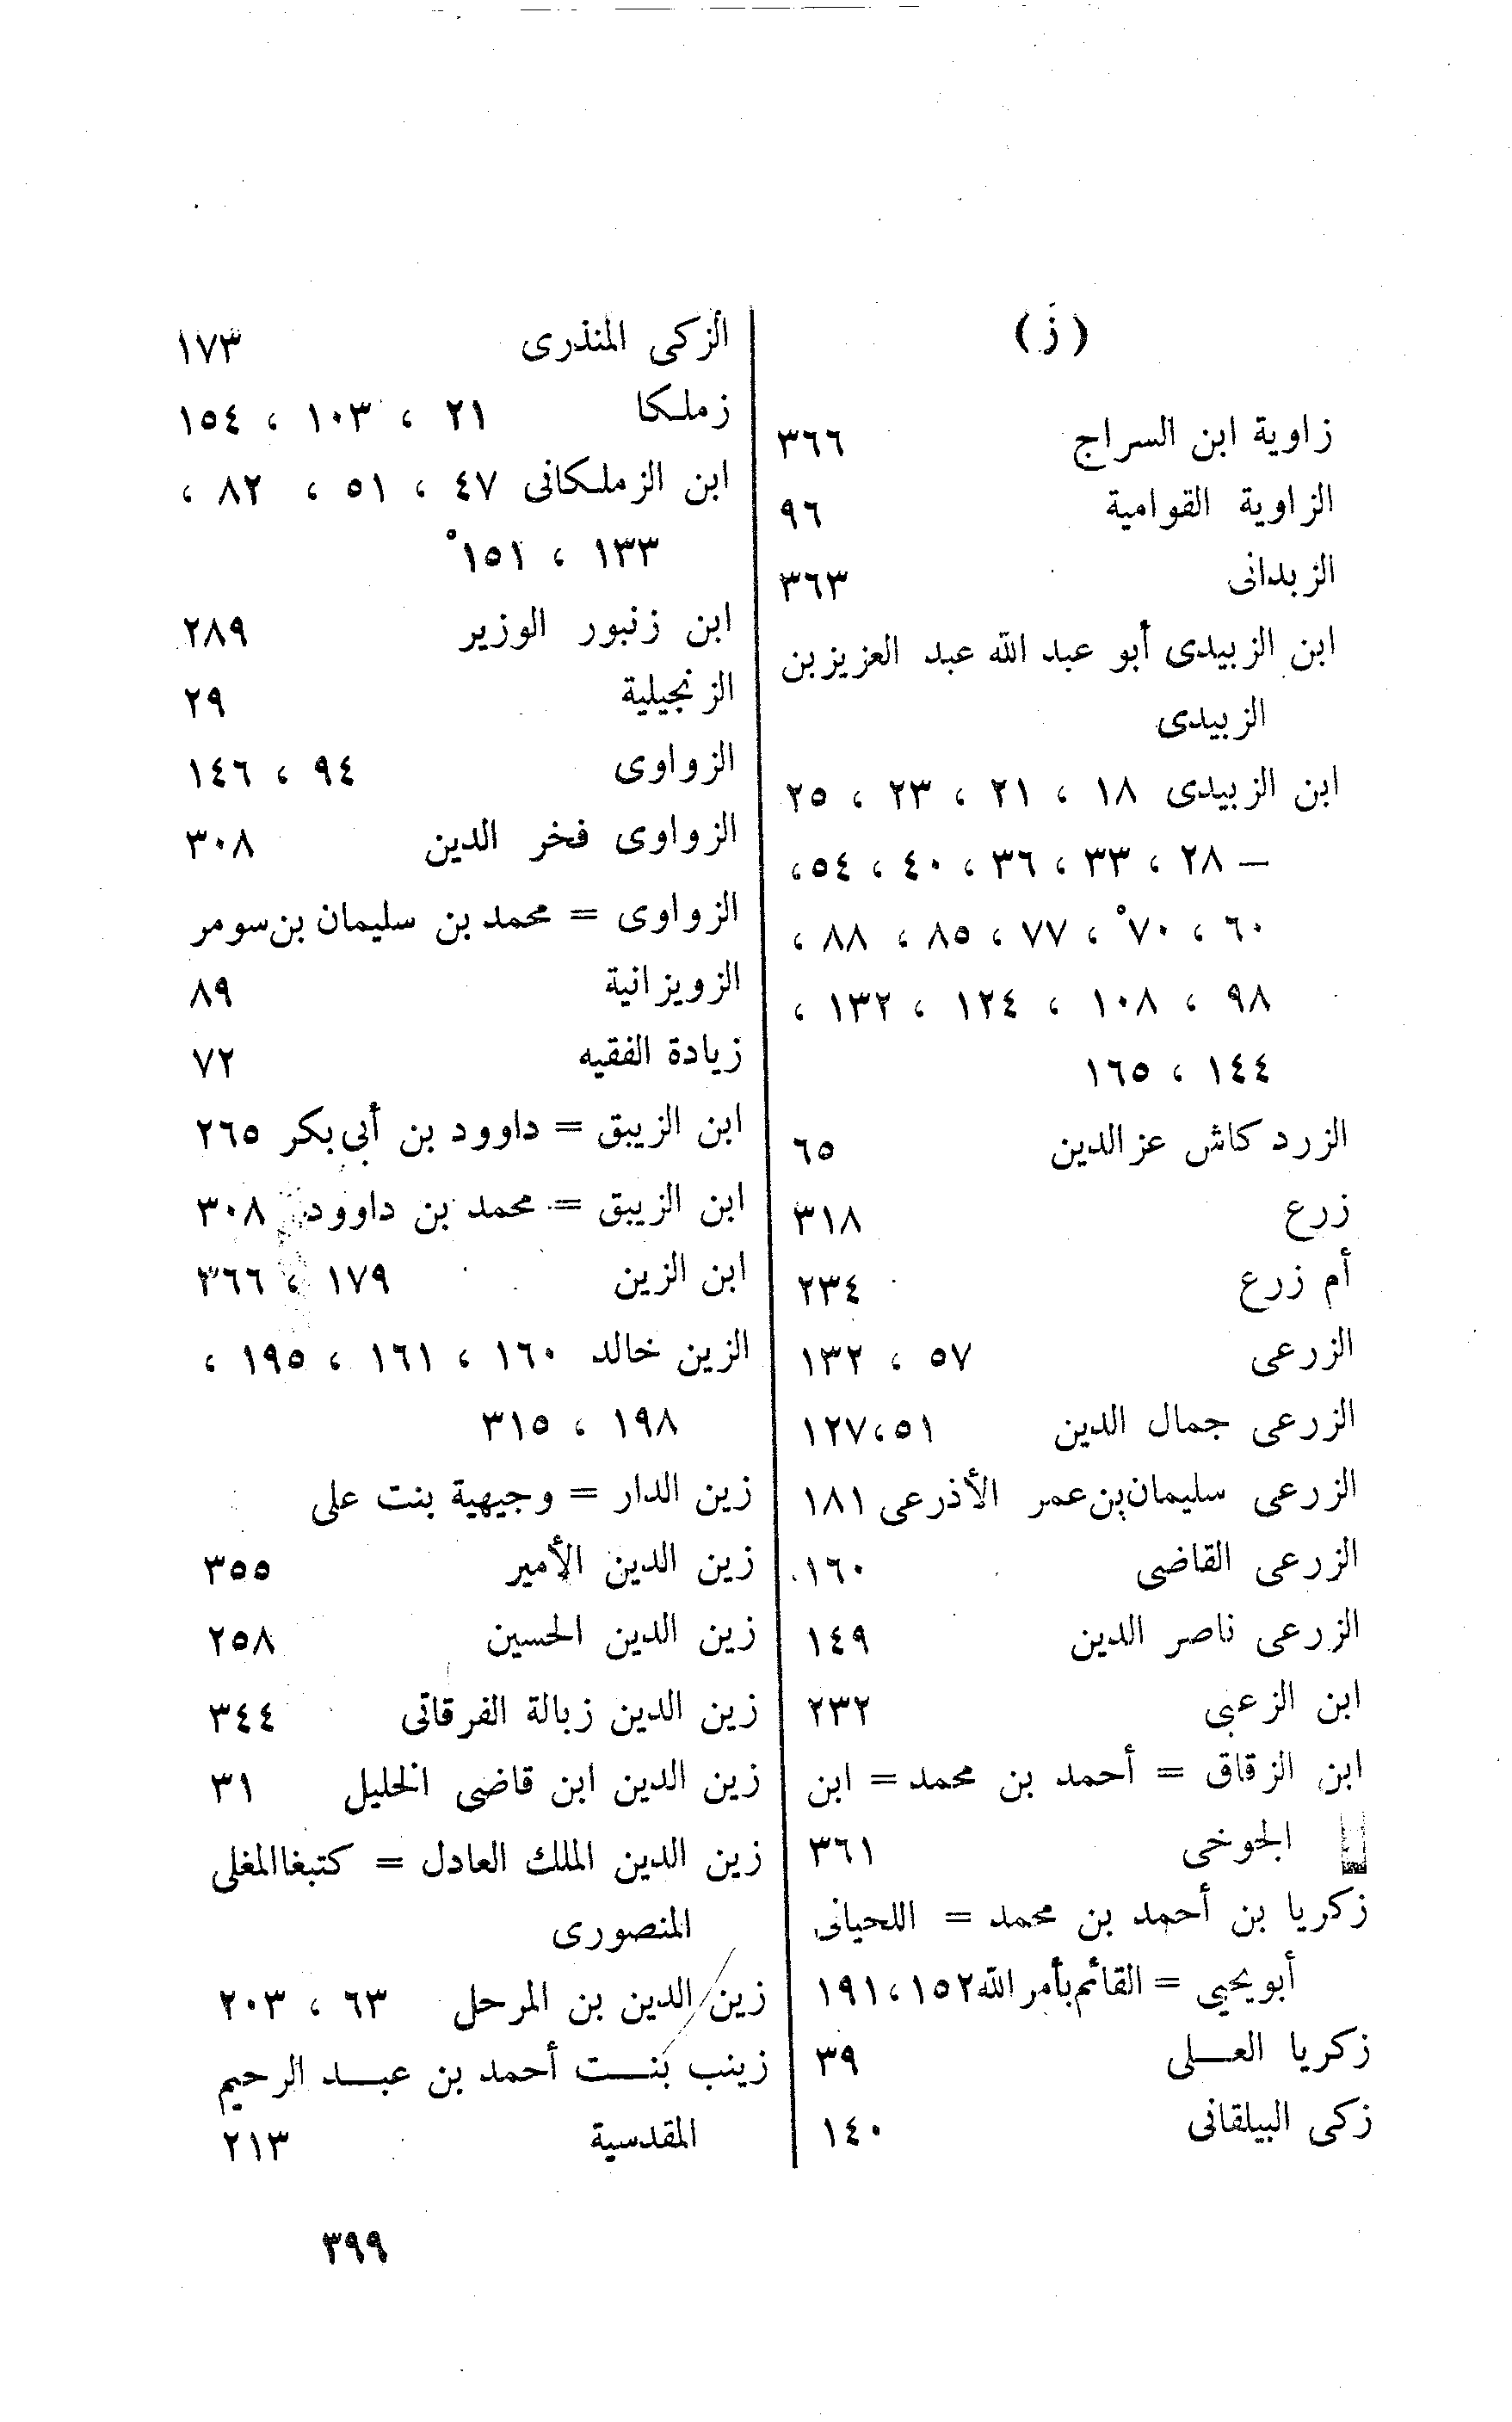 ( ز )
زاوية ابن السراج ٣٦٦
الزاوية القوامية ٩٦
الزبدانى ٣٦٣
ابن الزبيدى أبو عبد الله عبد العزيز بن
الزبيدى
ابن الزبيدى ١٨ ، ٢١ ، ٢٣ ، ٢٥
— ٢٨ ، ٣٣ ، ٣٦ ، ٤٠ ، ٥٤ ،
٦٠ ، ٧٠ ، ٧٧ ، ٨٥ ، ٨٨ ،
٩٨ ، ١٠٨ ، ١٢٤ ، ١٣٢ ،
١٤٤ ، ١٦٥
الزرد كاش عز الدين ٦٥
زرع ٣١٨
أم زرع ٢٣٤
الزرعى ٥٧ ، ١٣٢
الزرعى جمال الدين ٥١ ، ١٢٧
الزرعى سليمان بن عمر الأذرعى ١٨١
الزرعى القاضى ١٦٠
الزرعى ناصر الدين ١٤٩
ابن الزعبى ٢٣٢
ابن الزقاق = أحمد بن محمد = ابن
الجوخى ٣٦١
زكريا بن أحمد بن محمد = اللحيانى
أبو يحيى = القائم بأمر الله ١٥٢ ، ١٩١
زكريا العــلى ٣٩
زكى البيلقانى ١٤٠
الزكى المنذرى ١٧٣
زملكا ٢١ ، ١٠٣ ، ١٥٤
ابن الزملكانى ٤٧ ، ٥١ ، ٨٢ ،
١٣٣ ، ١٥١
ابن زنبور الوزير ٢٨٩
الزنجيلية ٢٩
الزواوى ٩٤ ، ١٤٦
الزواوى فخر الدين ٣٠٨
الزواوى = محمد بن سليمان بن سومر
الزويزانية ٨٩
زيادة الفقيه ٧٢
ابن الزيبق = داوود بن أبى بكر ٢٦٥
ابن الزيبق = محمد بن داوود ٣٠٨
ابن الزين ١٧٩ ، ٣٦٦
الزين خالد ١٦٠ ، ١٦١ ، ١٩٥ ،
١٩٨ ، ٣١٥
زين الدار = وجيهية بنت على
زين الدين الأمير ٣٥٥
زين الدين الحسين ٢٥٨
زين الدين زبالة الفرقاتى ٣٤٤
زين الدين ابن قاضى الخليل ٣١
زين الدين الملك العادل = كتبغا المغلى
المنصورى
زين الدين بن المرحل ٦٣ ، ٢٠٣
زينب بنــت أحمد بن عبــد الرحيم
المقدسية ٢١٣
٣٩٩